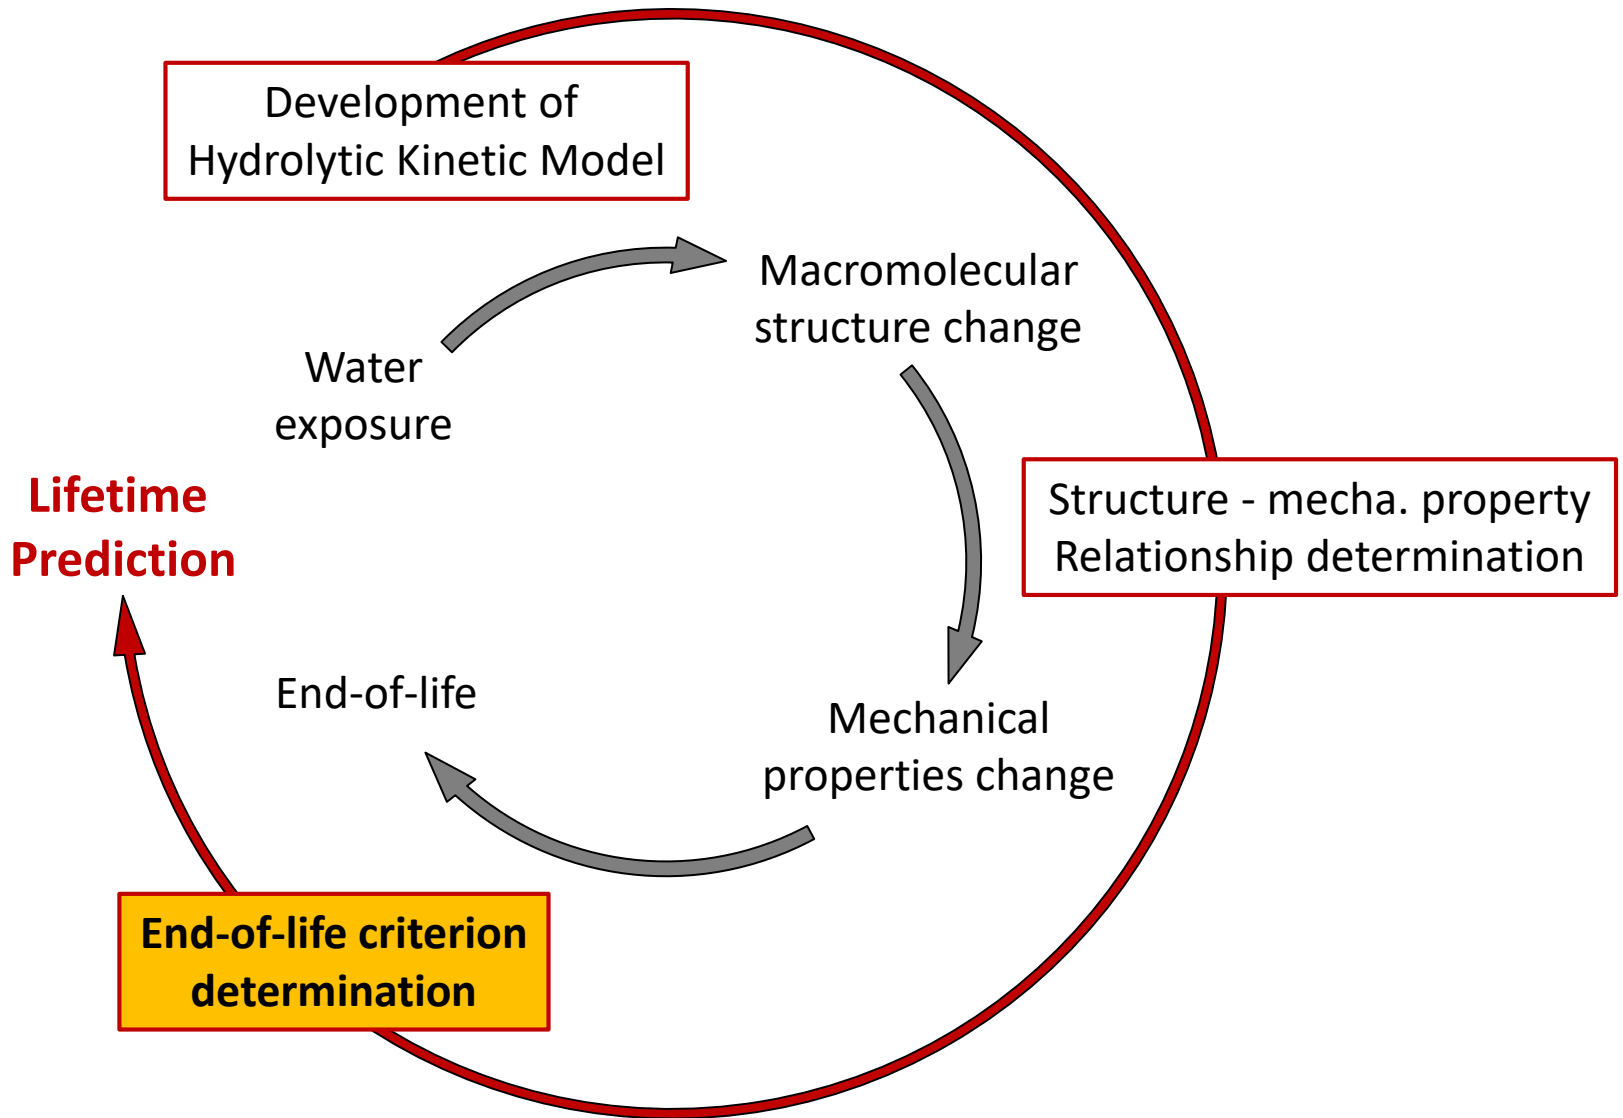 Development of
Hydrolytic Kinetic Model
Macromolecular
structure change
Water
exposure
Lifetime
Prediction
Structure - mecha. property
Relationship determination
End-of-life
Mechanical
properties change
End-of-life criterion
determination